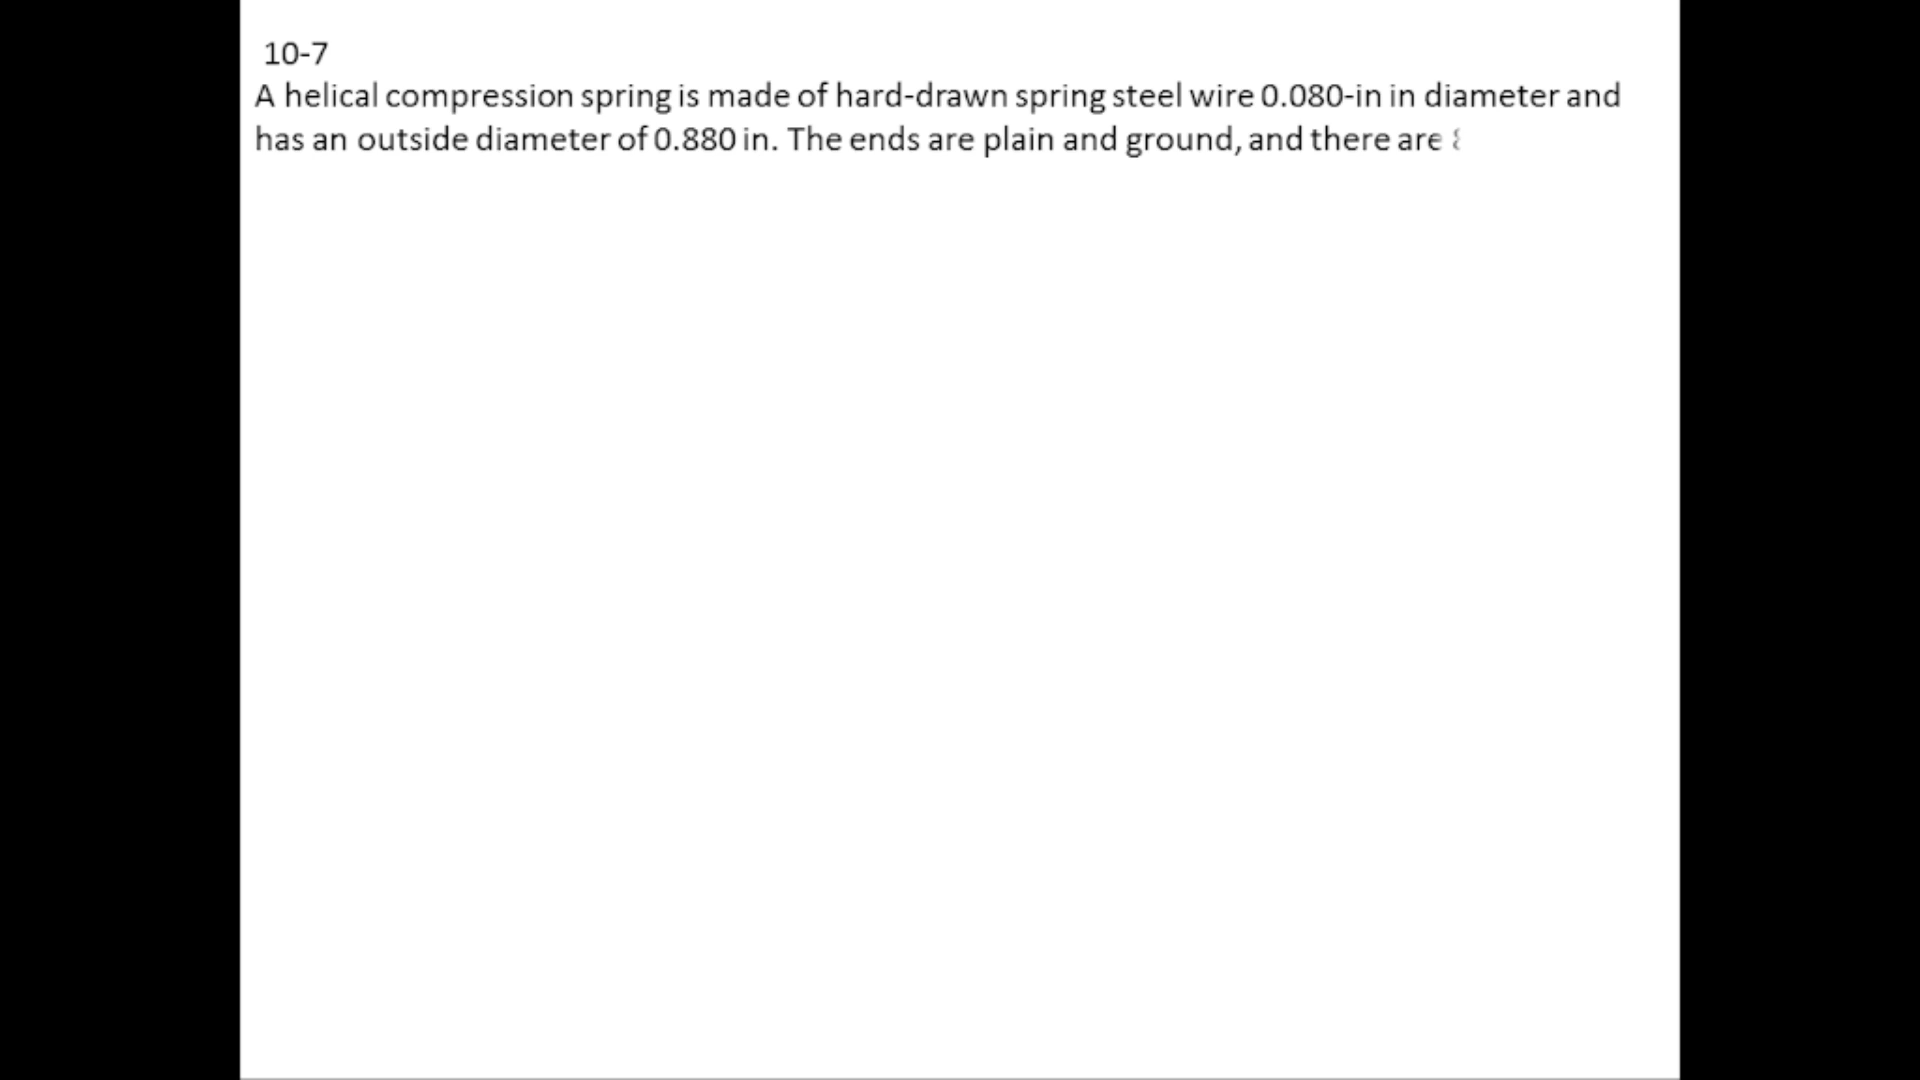 10-7
A helical compression spring is made of hard-drawn spring steel wire 0.080-in in diameter and
has an outside diameter of 0.880 in. The ends are plain and ground, and there are